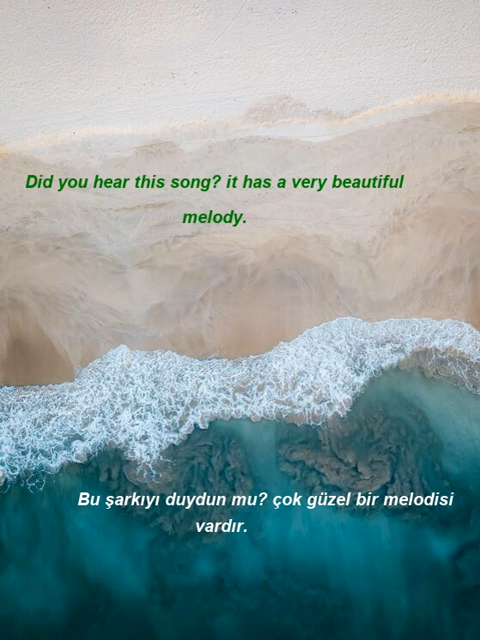 Did you hear this song? it has a very beautiful
melody.
Bu şarkıyı duydun mu? çok güzel bir melodisi
vardır.